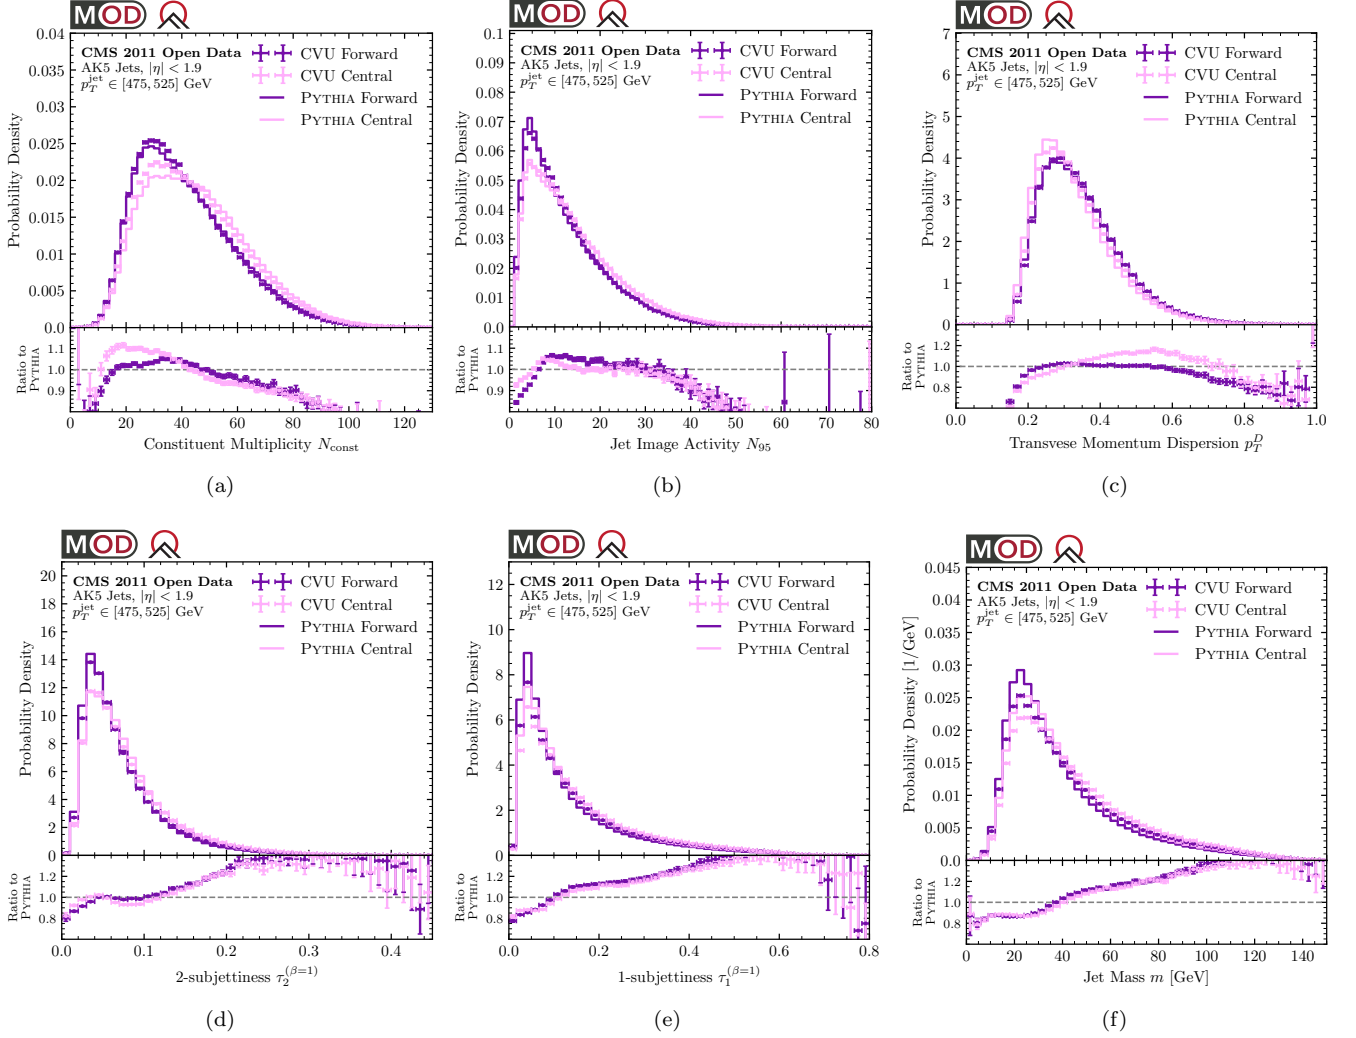 MOD
CMS 2011 Open Data
AK5 Jets, |η| < 1.9
p_T^jet ∈ [475, 525] GeV
CVU Forward
CVU Central
PYTHIA Forward
PYTHIA Central
0.04
0.035
0.03
0.025
0.02
0.015
0.01
0.005
0.0
Probability Density
1.1
1.0
0.9
Ratio to
PYTHIA
0 20 40 60 80 100 120
Constituent Multiplicity N_const
(a)
MOD
CMS 2011 Open Data
AK5 Jets, |η| < 1.9
p_T^jet ∈ [475, 525] GeV
CVU Forward
CVU Central
PYTHIA Forward
PYTHIA Central
0.1
0.09
0.08
0.07
0.06
0.05
0.04
0.03
0.02
0.01
0.0
Probability Density
1.1
1.0
0.9
Ratio to
PYTHIA
0 10 20 30 40 50 60 70 80
Jet Image Activity N_95
(b)
MOD
CMS 2011 Open Data
AK5 Jets, |η| < 1.9
p_T^jet ∈ [475, 525] GeV
CVU Forward
CVU Central
PYTHIA Forward
PYTHIA Central
7
6
5
4
3
2
1
0
Probability Density
1.2
1.0
0.8
Ratio to
PYTHIA
0.0 0.2 0.4 0.6 0.8 1.0
Transvese Momentum Dispersion p_T^D
(c)
MOD
CMS 2011 Open Data
AK5 Jets, |η| < 1.9
p_T^jet ∈ [475, 525] GeV
CVU Forward
CVU Central
PYTHIA Forward
PYTHIA Central
20
18
16
14
12
10
8
6
4
2
0
Probability Density
1.2
1.0
0.8
Ratio to
PYTHIA
0.0 0.1 0.2 0.3 0.4
2-subjettiness τ_2^(β=1)
(d)
MOD
CMS 2011 Open Data
AK5 Jets, |η| < 1.9
p_T^jet ∈ [475, 525] GeV
CVU Forward
CVU Central
PYTHIA Forward
PYTHIA Central
12
10
8
6
4
2
0
Probability Density
1.2
1.0
0.8
Ratio to
PYTHIA
0.0 0.2 0.4 0.6 0.8
1-subjettiness τ_1^(β=1)
(e)
MOD
CMS 2011 Open Data
AK5 Jets, |η| < 1.9
p_T^jet ∈ [475, 525] GeV
CVU Forward
CVU Central
PYTHIA Forward
PYTHIA Central
0.045
0.04
0.035
0.03
0.025
0.02
0.015
0.01
0.005
0.0
Probability Density [1/GeV]
1.2
1.0
0.8
Ratio to
PYTHIA
0 20 40 60 80 100 120 140
Jet Mass m [GeV]
(f)